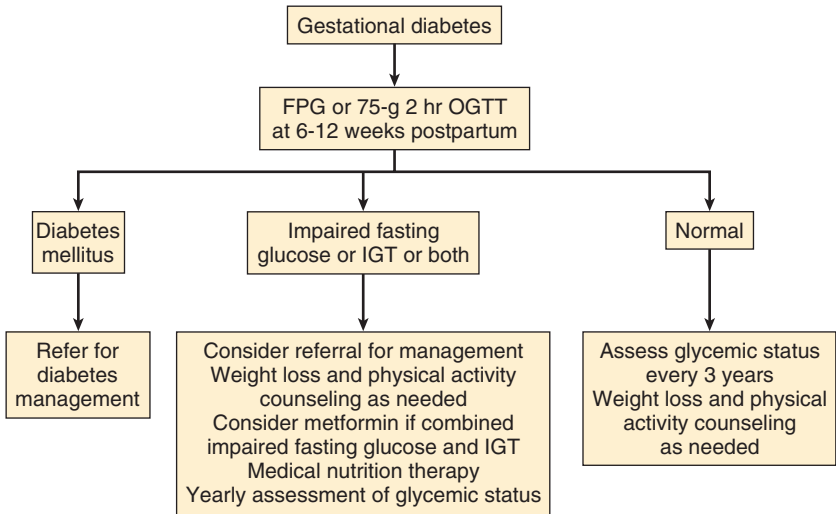 Gestational diabetes
FPG or 75-g 2 hr OGTT
at 6-12 weeks postpartum
Diabetes
mellitus
Impaired fasting
glucose or IGT or both
Normal
Refer for
diabetes
management
Consider referral for management
Weight loss and physical activity
counseling as needed
Consider metformin if combined
impaired fasting glucose and IGT
Medical nutrition therapy
Yearly assessment of glycemic status
Assess glycemic status
every 3 years
Weight loss and physical
activity counseling
as needed